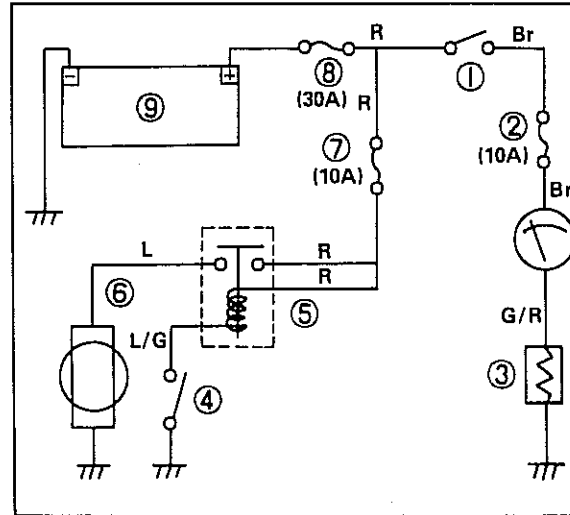 R
Br
⑧
(30A)
①
− +
⑨
R
②
(10A)
⑦
(10A)
Br
L
R
R
⑥
⑤
G/R
L/G
③
④